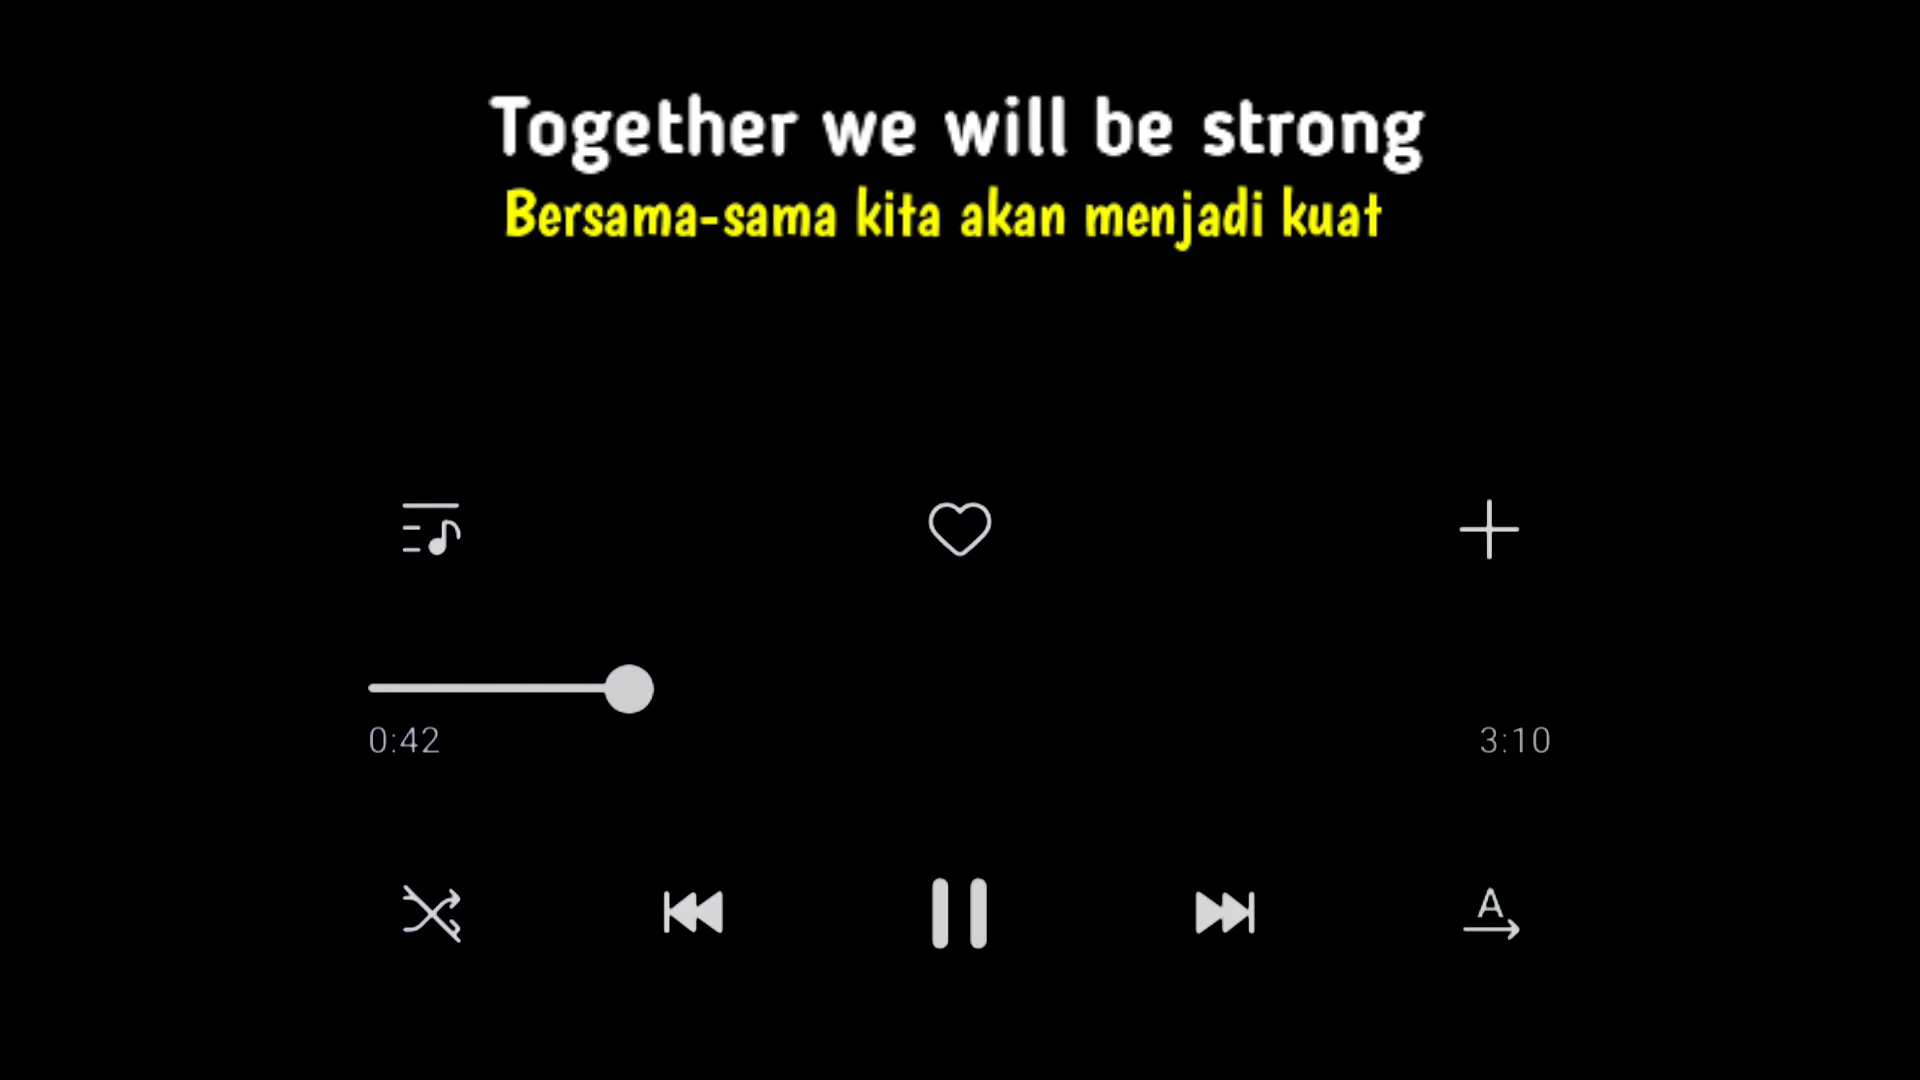 Together we will be strong
Bersama-sama kita akan menjadi kuat
0:42 3:10
A